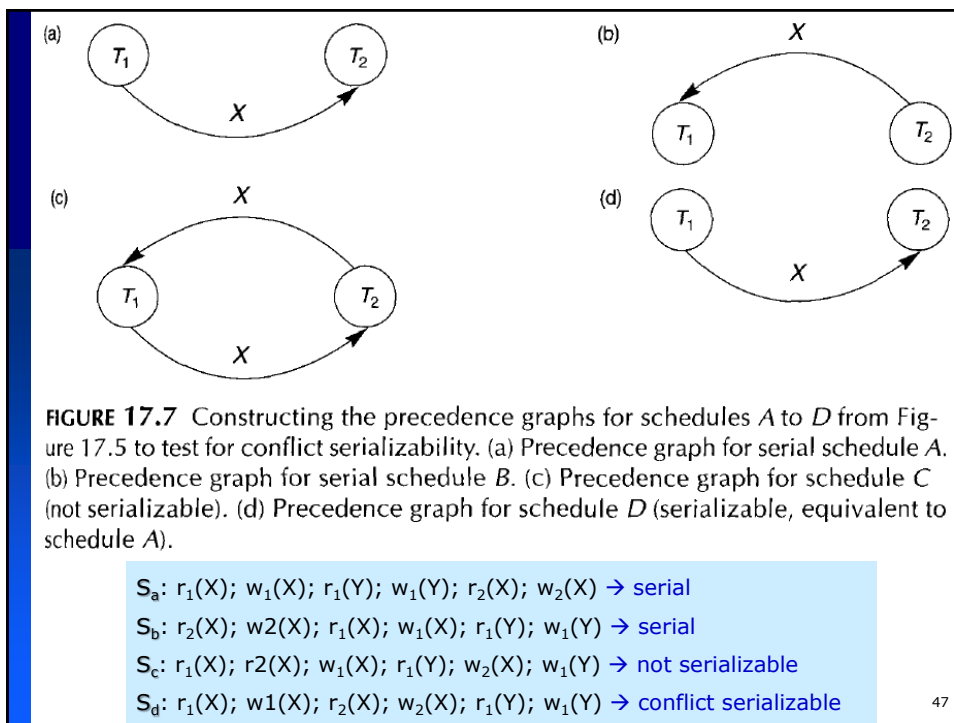 (a) T1 T2 X
(b) X T1 T2
(c) X T1 T2 X
(d) T1 T2 X
FIGURE 17.7 Constructing the precedence graphs for schedules A to D from Fig-
ure 17.5 to test for conflict serializability. (a) Precedence graph for serial schedule A.
(b) Precedence graph for serial schedule B. (c) Precedence graph for schedule C
(not serializable). (d) Precedence graph for schedule D (serializable, equivalent to
schedule A).
Sa: r1(X); w1(X); r1(Y); w1(Y); r2(X); w2(X) → serial
Sb: r2(X); w2(X); r1(X); w1(X); r1(Y); w1(Y) → serial
Sc: r1(X); r2(X); w1(X); r1(Y); w2(X); w1(Y) → not serializable
Sd: r1(X); w1(X); r2(X); w2(X); r1(Y); w1(Y) → conflict serializable
47